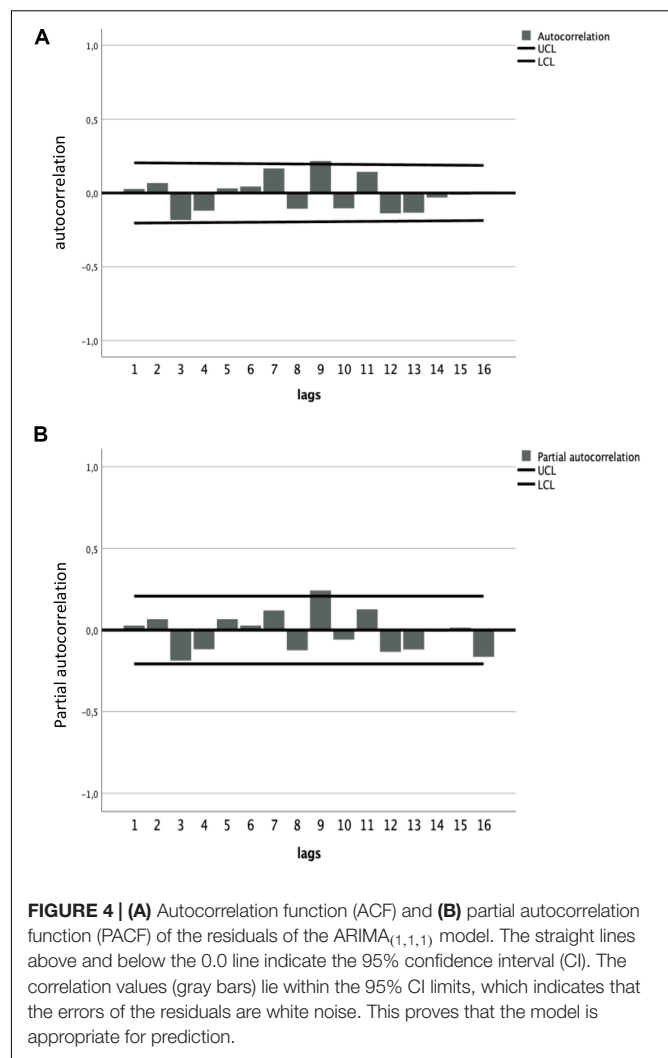 A
1,0
0,5
0,0
−0,5
−1,0
autocorrelation
Autocorrelation
UCL
LCL
1 2 3 4 5 6 7 8 9 10 11 12 13 14 15 16
lags
B
1,0
0,5
0,0
−0,5
−1,0
Partial autocorrelation
Partial autocorrelation
UCL
LCL
1 2 3 4 5 6 7 8 9 10 11 12 13 14 15 16
lags
FIGURE 4 | (A) Autocorrelation function (ACF) and (B) partial autocorrelation
function (PACF) of the residuals of the ARIMA(1,1,1) model. The straight lines
above and below the 0.0 line indicate the 95% confidence interval (CI). The
correlation values (gray bars) lie within the 95% CI limits, which indicates that
the errors of the residuals are white noise. This proves that the model is
appropriate for prediction.